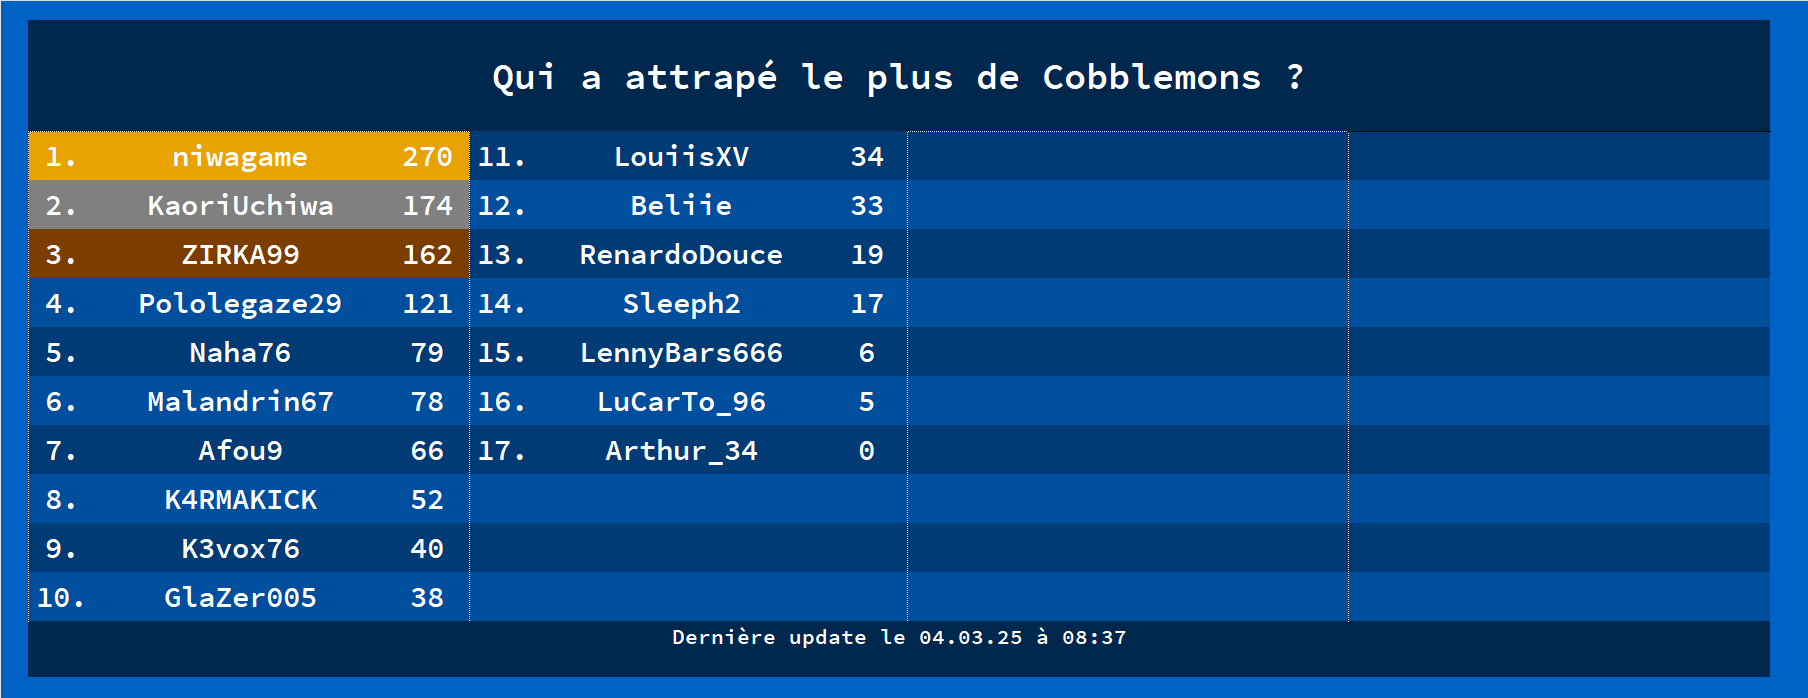 Qui a attrapé le plus de Cobblemons ?
1. niwagame 270
2. KaoriUchiwa 174
3. ZIRKA99 162
4. Pololegaze29 121
5. Naha76 79
6. Malandrin67 78
7. Afou9 66
8. K4RMAKICK 52
9. K3vox76 40
10. GlaZer005 38
11. LouiisXV 34
12. Beliie 33
13. RenardoDouce 19
14. Sleeph2 17
15. LennyBars666 6
16. LuCarTo_96 5
17. Arthur_34 0
Dernière update le 04.03.25 à 08:37